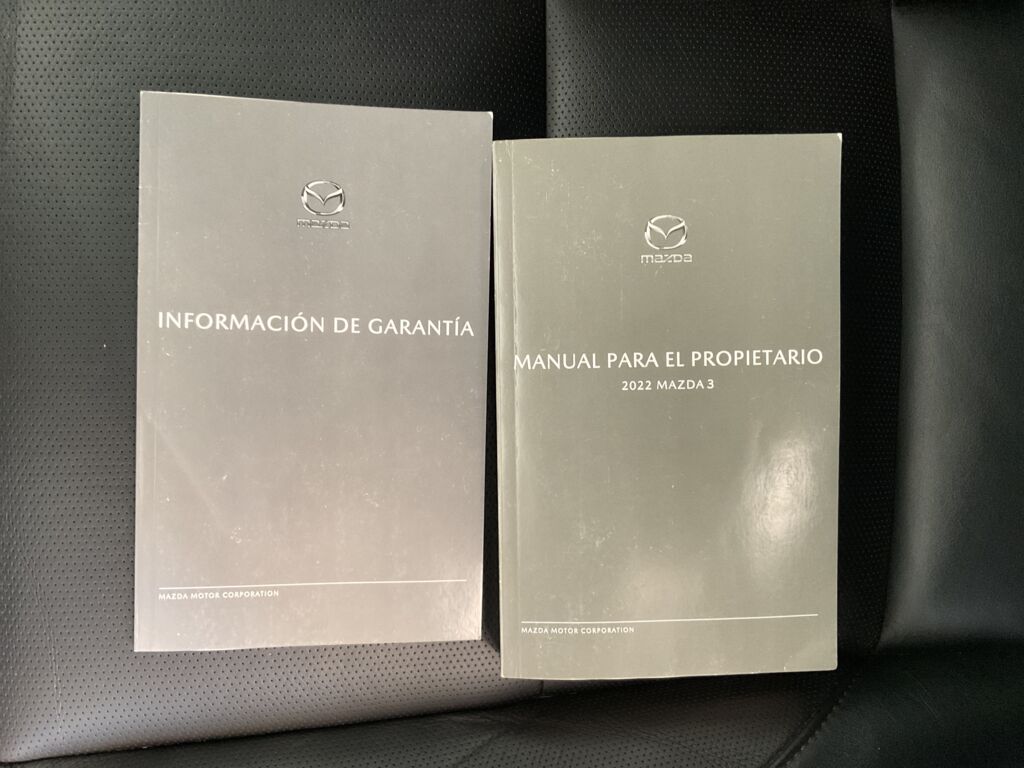 mazda
INFORMACIÓN DE GARANTÍA
MAZDA MOTOR CORPORATION
mazda
MANUAL PARA EL PROPIETARIO
2022 MAZDA 3
MAZDA MOTOR CORPORATION